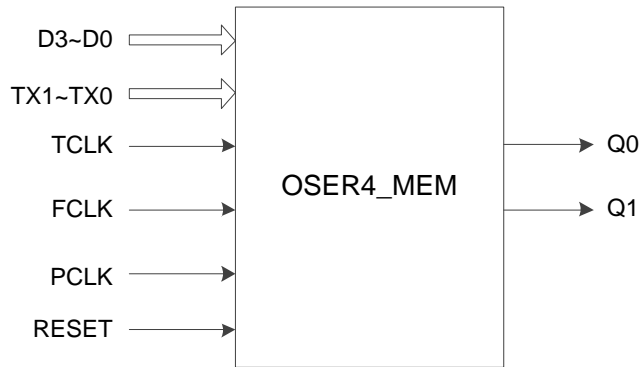 D3~D0
TX1~TX0
TCLK
FCLK
PCLK
RESET
OSER4_MEM
Q0
Q1